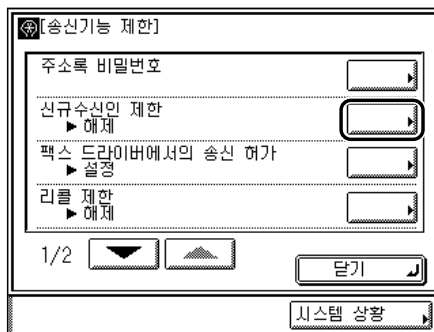 [송신기능 제한]
주소록 비밀번호
신규수신인 제한
▶ 해제
팩스 드라이버에서의 송신 허가
▶ 설정
리콜 제한
▶ 해제
1/2
닫기
시스템 상황